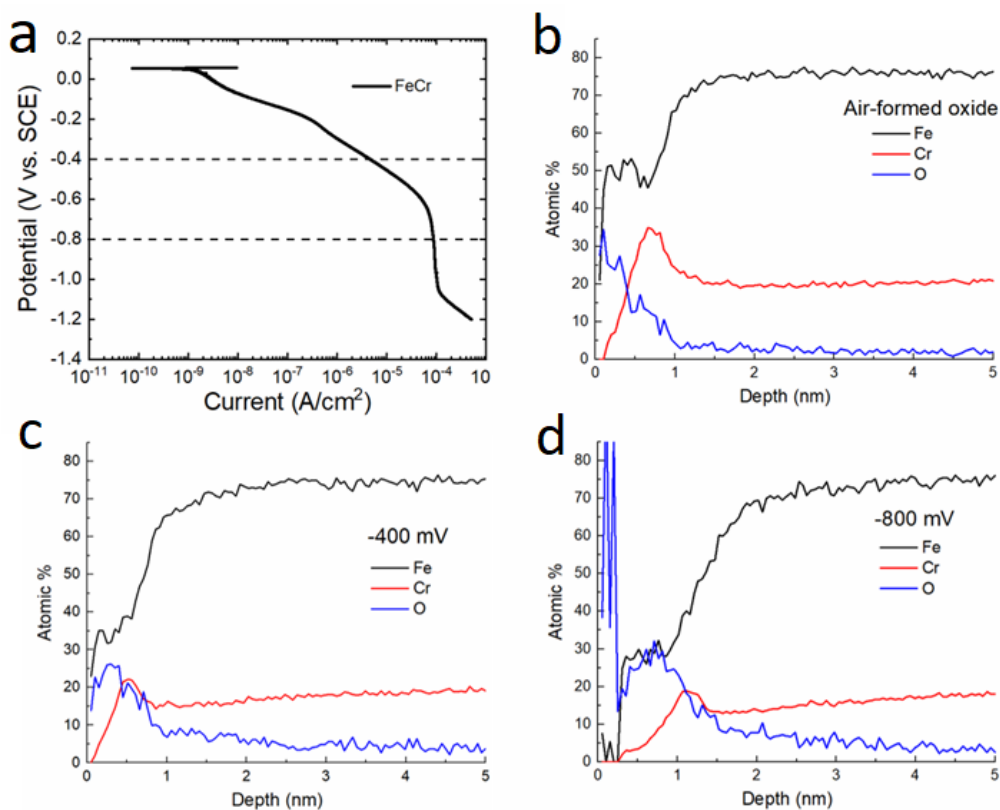 a
0.2
0.0
-0.2
-0.4
-0.6
-0.8
-1.0
-1.2
-1.4
Potential (V vs. SCE)
FeCr
10⁻¹¹ 10⁻¹⁰ 10⁻⁹ 10⁻⁸ 10⁻⁷ 10⁻⁶ 10⁻⁵ 10⁻⁴ 10
Current (A/cm²)
b
80
70
60
50
40
30
20
10
0
Atomic %
Air-formed oxide
Fe
Cr
O
0 1 2 3 4 5
Depth (nm)
c
80
70
60
50
40
30
20
10
0
Atomic %
-400 mV
Fe
Cr
O
0 1 2 3 4 5
Depth (nm)
d
80
70
60
50
40
30
20
10
0
Atomic %
-800 mV
Fe
Cr
O
0 1 2 3 4 5
Depth (nm)